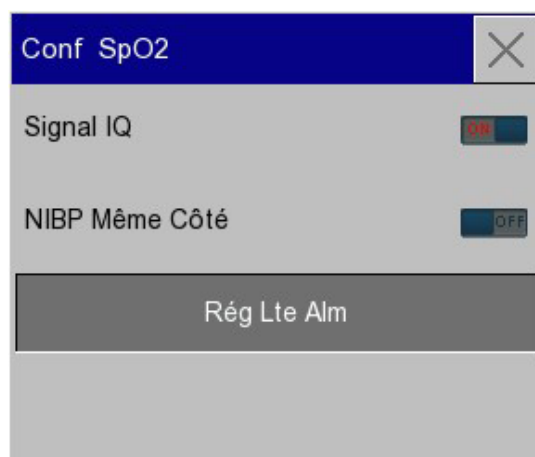 Conf SpO2
Signal IQ
ON
NIBP Même Côté
OFF
Rég Lte Alm